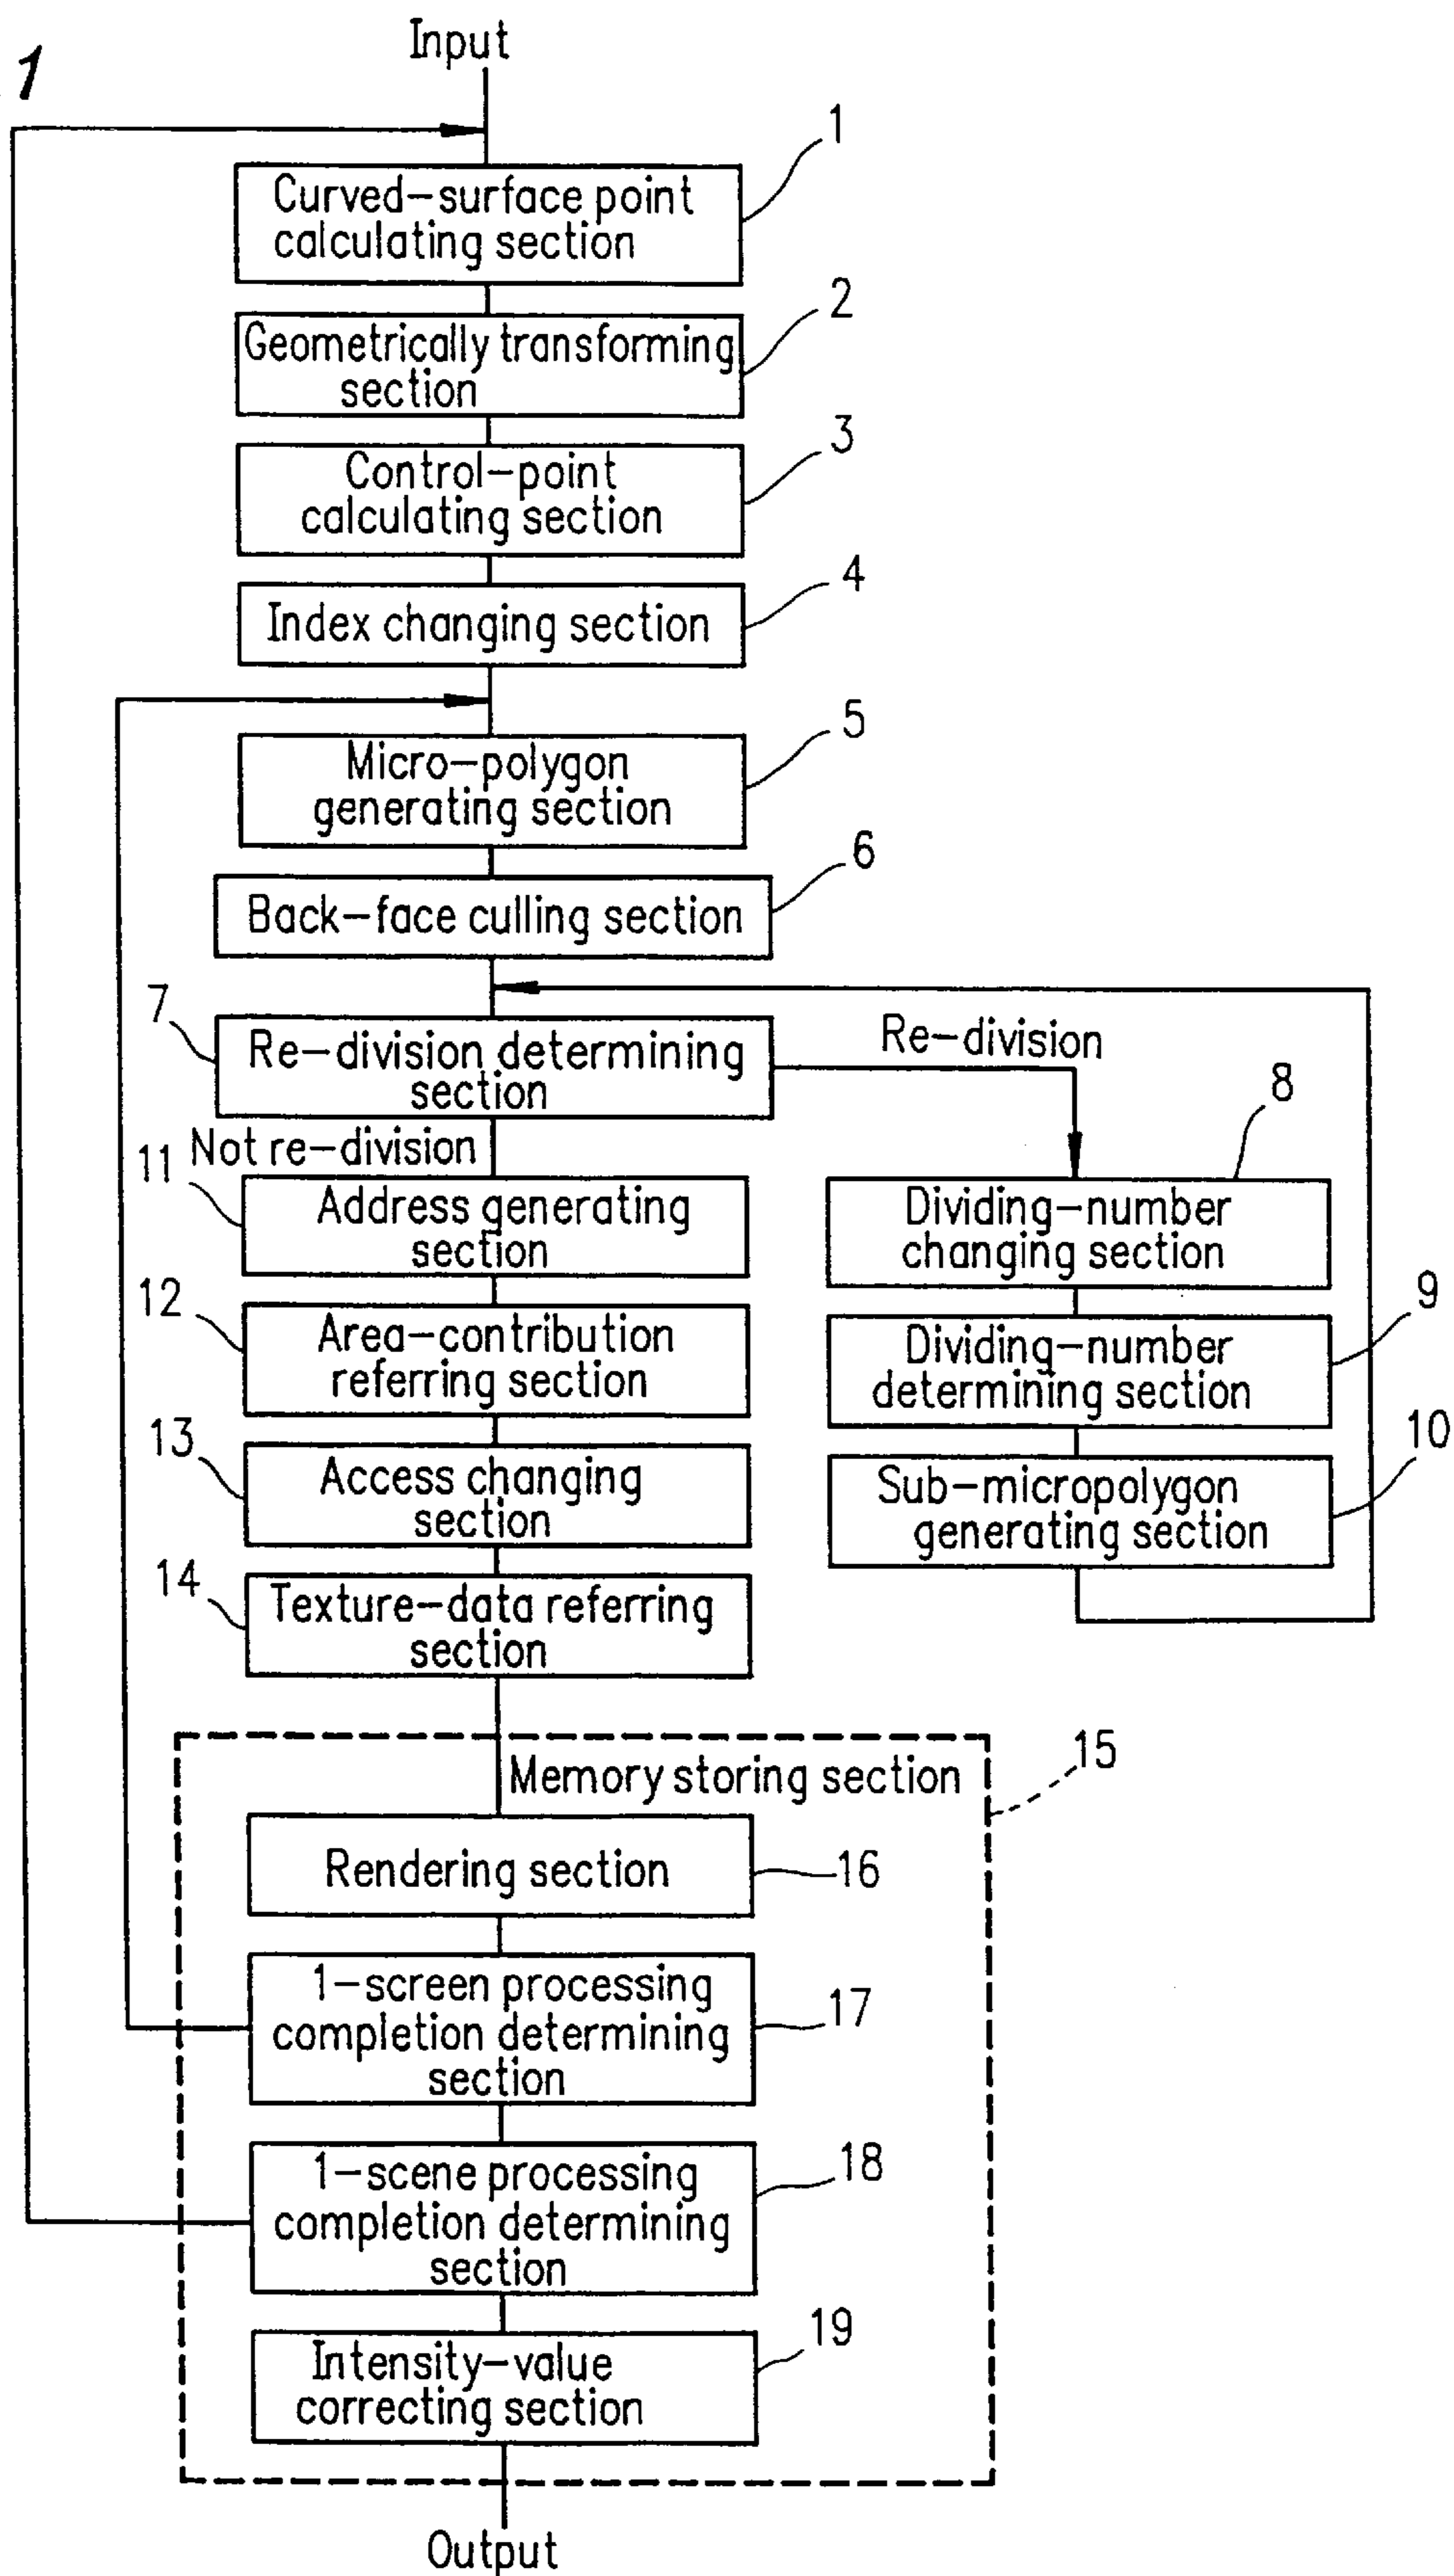 1
Input
1
Curved-surface point
calculating section
2
Geometrically transforming
section
3
Control-point
calculating section
4
Index changing section
5
Micro-polygon
generating section
6
Back-face culling section
7
Re-division determining
section
Re-division
Not re-division
8
Dividing-number
changing section
9
Dividing-number
determining section
10
Sub-micropolygon
generating section
11
Address generating
section
12
Area-contribution
referring section
13
Access changing
section
14
Texture-data referring
section
15
Memory storing section
Rendering section
16
1-screen processing
completion determining
section
17
1-scene processing
completion determining
section
18
Intensity-value
correcting section
19
Output